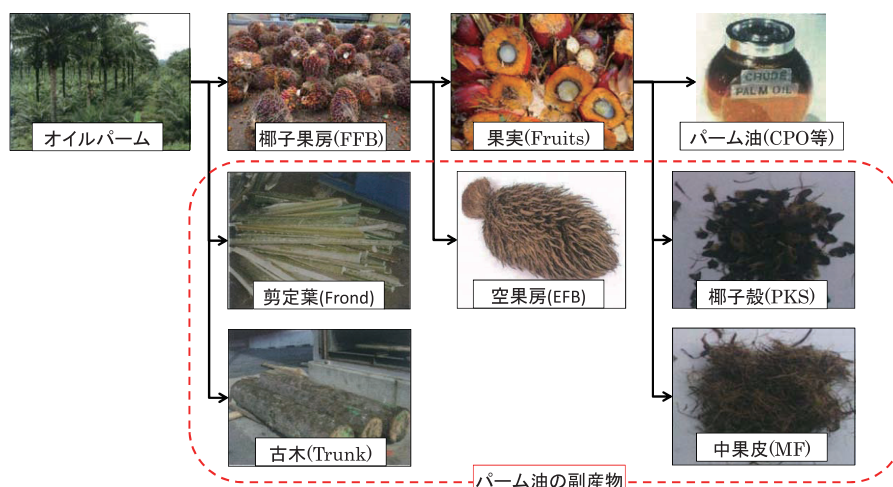 オイルパーム
椰子果房(FFB)
果実(Fruits)
CRUDE
PALM OIL
パーム油(CPO等)
剪定葉(Frond)
空果房(EFB)
椰子殻(PKS)
古木(Trunk)
中果皮(MF)
パーム油の副産物